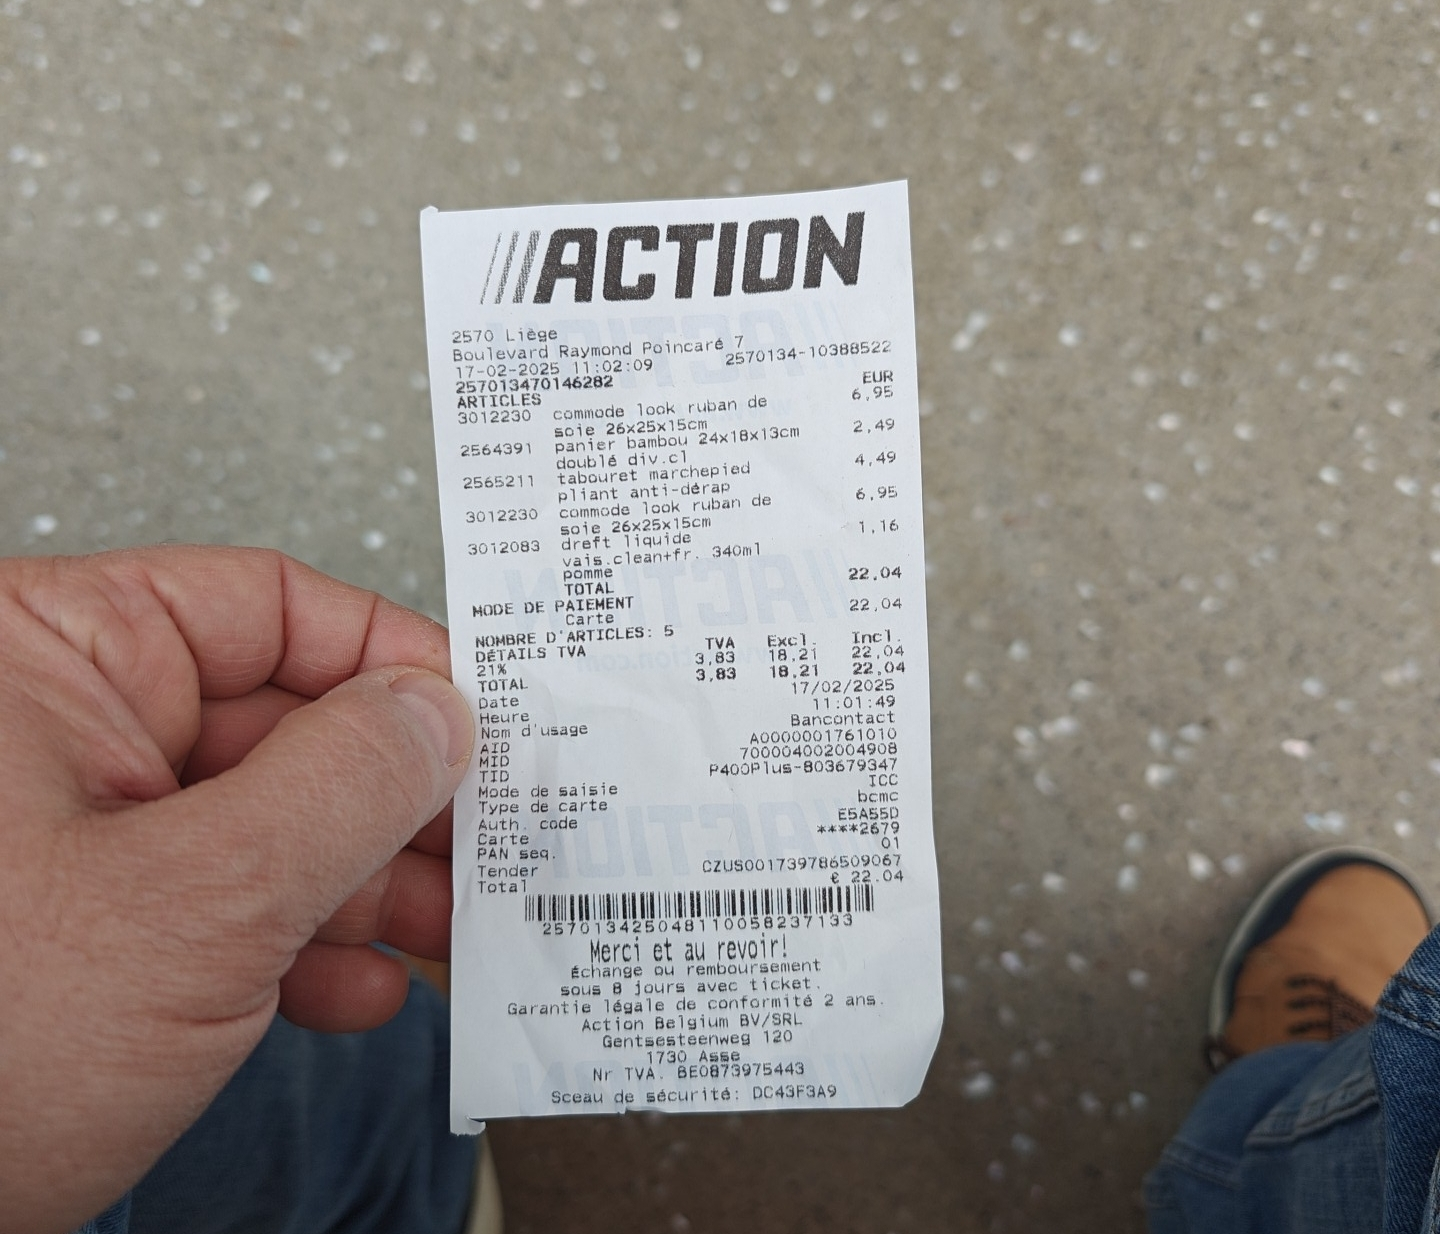 ///ACTION
2570 Liège
Boulevard Raymond Poincaré 7
17-02-2025 11:02:09 2570134-10388522
257013470146282
ARTICLES EUR
3012230 commode look ruban de 6,95
soie 26x25x15cm
2564391 panier bambou 24x18x13cm 2,49
doublé div.cl
2565211 tabouret marchepied 4,49
pliant anti-dérap
3012230 commode look ruban de 6,95
soie 26x25x15cm
3012083 dreft liquide 1,16
vais.clean+fr. 340ml
pomme
TOTAL 22,04
MODE DE PAIEMENT
Carte 22,04
NOMBRE D'ARTICLES: 5
DÉTAILS TVA TVA Excl. Incl.
21% 3,83 18,21 22,04
TOTAL 3,83 18,21 22,04
Date 17/02/2025
Heure 11:01:49
Nom d'usage Bancontact
AID A0000001761010
MID 700004002004908
TID P400Plus-803679347
Mode de saisie ICC
Type de carte bcmc
Auth. code E5A55D
Carte ****2679
PAN seq. 01
Tender CZUS001739786509067
Total € 22.04
257013425048110058237133
Merci et au revoir!
Échange ou remboursement
sous 8 jours avec ticket.
Garantie légale de conformité 2 ans.
Action Belgium BV/SRL
Gentsesteenweg 120
1730 Asse
Nr TVA. BE0873975443
Sceau de sécurité: DC43F3A9